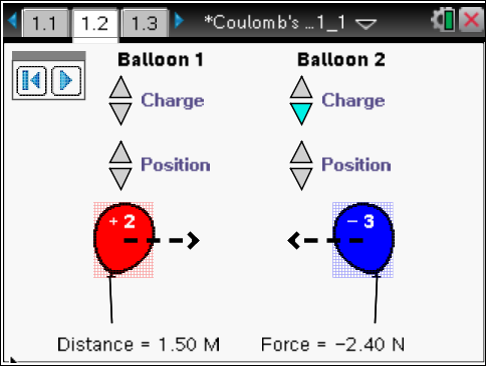 1.1 1.2 1.3 *Coulomb's ...1_1
Balloon 1 Balloon 2
Charge Charge
Position Position
+2 −3
Distance = 1.50 M Force = −2.40 N